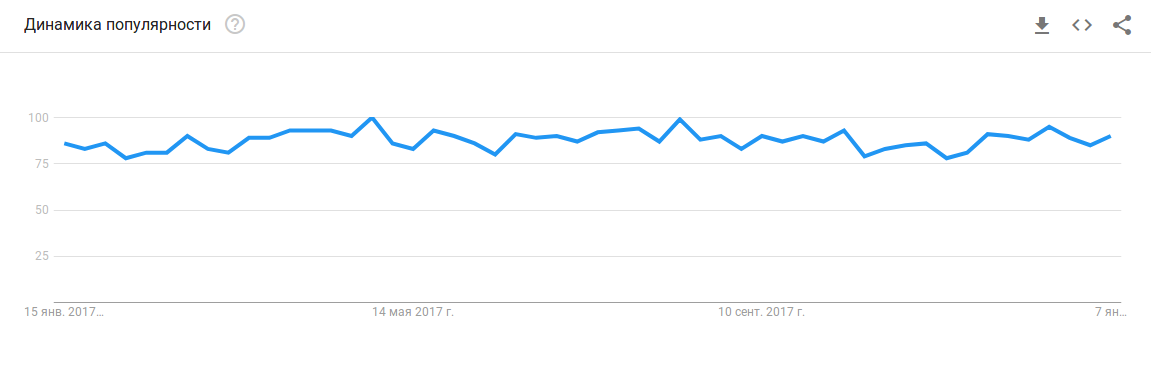 Динамика популярности ?
100
75
50
25
15 янв. 2017…
14 мая 2017 г.
10 сент. 2017 г.
7 ян…